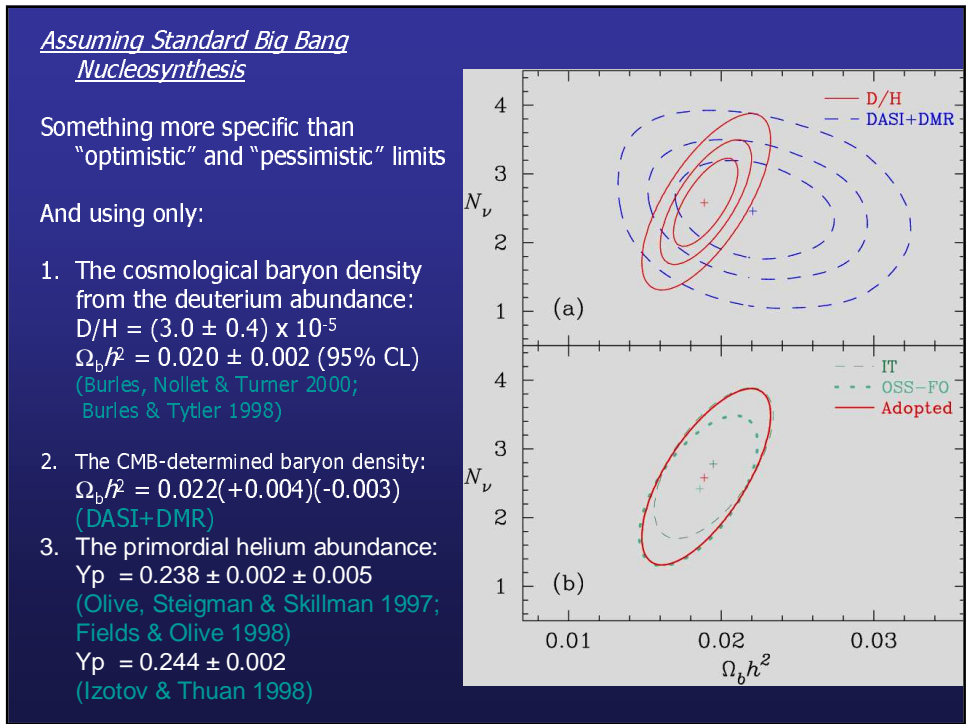 Assuming Standard Big Bang
Nucleosynthesis
Something more specific than
“optimistic” and “pessimistic” limits
And using only:
1. The cosmological baryon density
from the deuterium abundance:
D/H = (3.0 ± 0.4) x 10-5
Ωbh2 = 0.020 ± 0.002 (95% CL)
(Burles, Nollet & Turner 2000;
Burles & Tytler 1998)
2. The CMB-determined baryon density:
Ωbh2 = 0.022(+0.004)(-0.003)
(DASI+DMR)
3. The primordial helium abundance:
Yp = 0.238 ± 0.002 ± 0.005
(Olive, Steigman & Skillman 1997;
Fields & Olive 1998)
Yp = 0.244 ± 0.002
(Izotov & Thuan 1998)
D/H
DASI+DMR
4
3
Nν
2
1
(a)
IT
OSS−FO
Adopted
4
3
Nν
2
1
(b)
0.01 0.02 0.03
Ωbh2